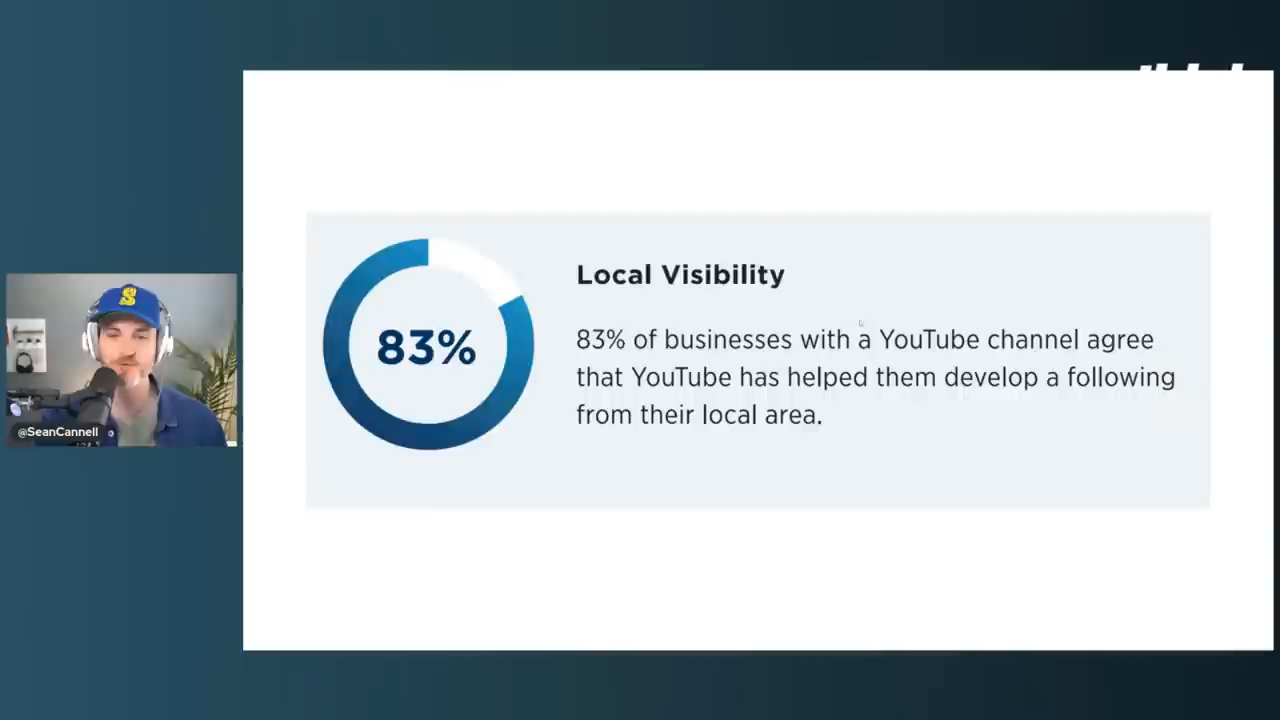 83%
Local Visibility
83% of businesses with a YouTube channel agree
that YouTube has helped them develop a following
from their local area.
S
@SeanCannell